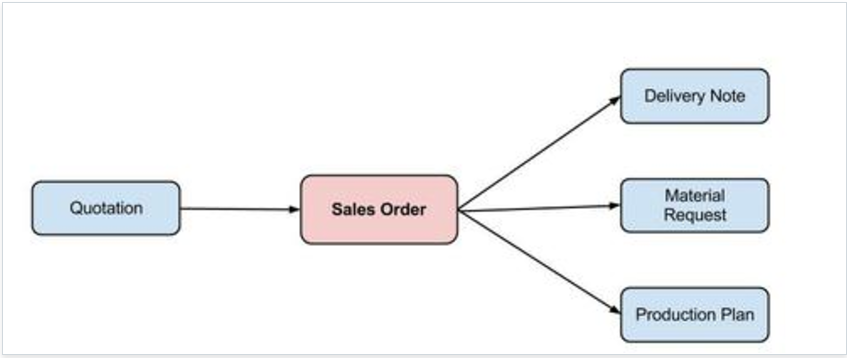 Quotation
Sales Order
Delivery Note
Material
Request
Production Plan